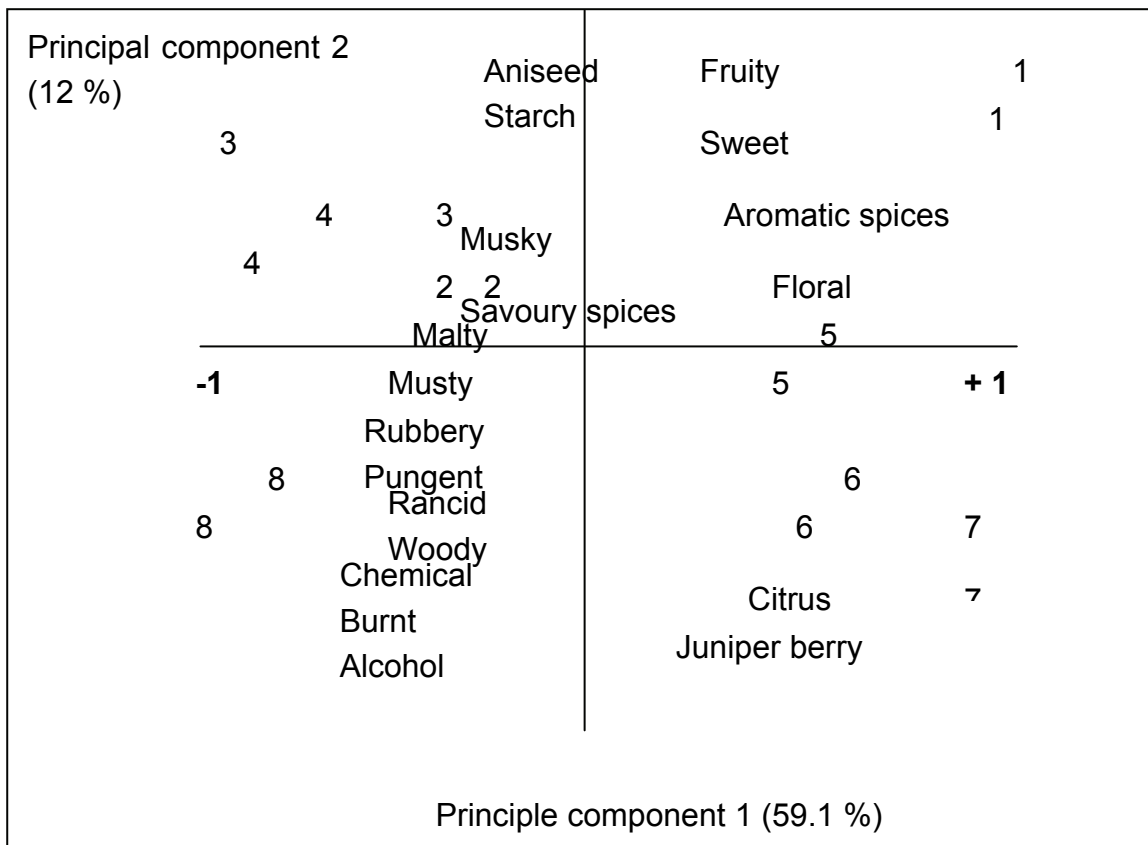 Principal component 2
(12 %)
Aniseed Fruity 1
Starch 1
3 Sweet
4 3 Aromatic spices
Musky
4
2 2 Floral
Savoury spices
Malty 5
-1 Musty 5 + 1
Rubbery
8 Pungent 6
Rancid
8 6 7
Woody
Chemical
Citrus 7
Burnt
Juniper berry
Alcohol
Principle component 1 (59.1 %)